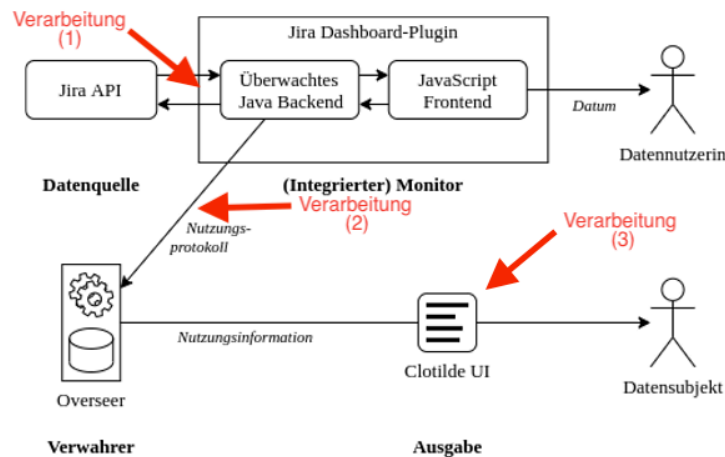 Verarbeitung
(1)
Jira Dashboard-Plugin
Jira API
Überwachtes
Java Backend
JavaScript
Frontend
Datum
Datennutzerin
Datenquelle
(Integrierter) Monitor
Verarbeitung
(2)
Verarbeitung
(3)
Nutzungs-
protokoll
Nutzungsinformation
Overseer
Clotilde UI
Datensubjekt
Verwahrer
Ausgabe